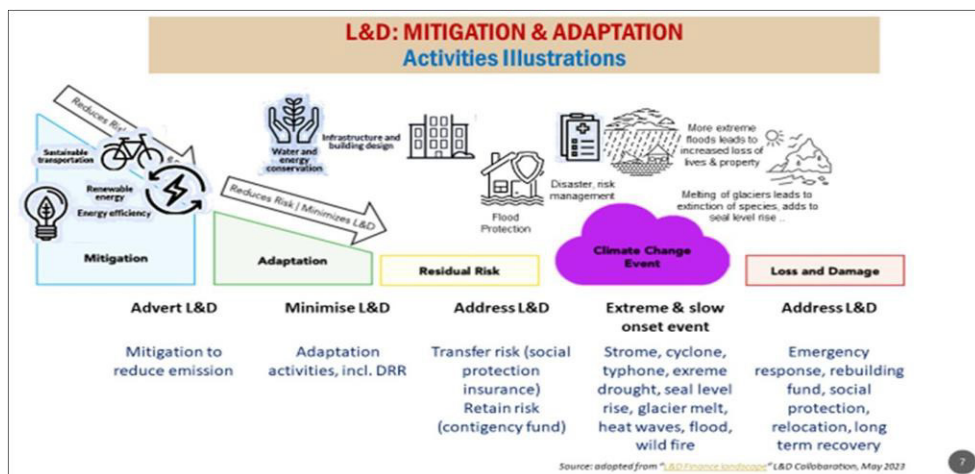 L&D: MITIGATION & ADAPTATION
Activities Illustrations
Reduces
Sustainable
transportation
Renewable
energy
Energy efficiency
Water and
energy
conservation
Infrastructure and
building design
Reduces Risk | Minimizes L&D
Flood
Protection
Disaster, risk
management
More extreme
floods leads to
increased loss of
lives & property
Melting of glaciers leads to
extinction of species, adds to
seal level rise ..
Mitigation
Adaptation
Residual Risk
Climate Change
Event
Loss and Damage
Advert L&D
Mitigation to
reduce emission
Minimise L&D
Adaptation
activities, incl. DRR
Address L&D
Transfer risk (social
protection
insurance)
Retain risk
(contigency fund)
Extreme & slow
onset event
Strome, cyclone,
typhone, exreme
drought, seal level
rise, glacier melt,
heat waves, flood,
wild fire
Address L&D
Emergency
response, rebuilding
fund, social
protection,
relocation, long
term recovery
Source: adopted from "L&D Finance landscape" L&D Collaboration, May 2023
7